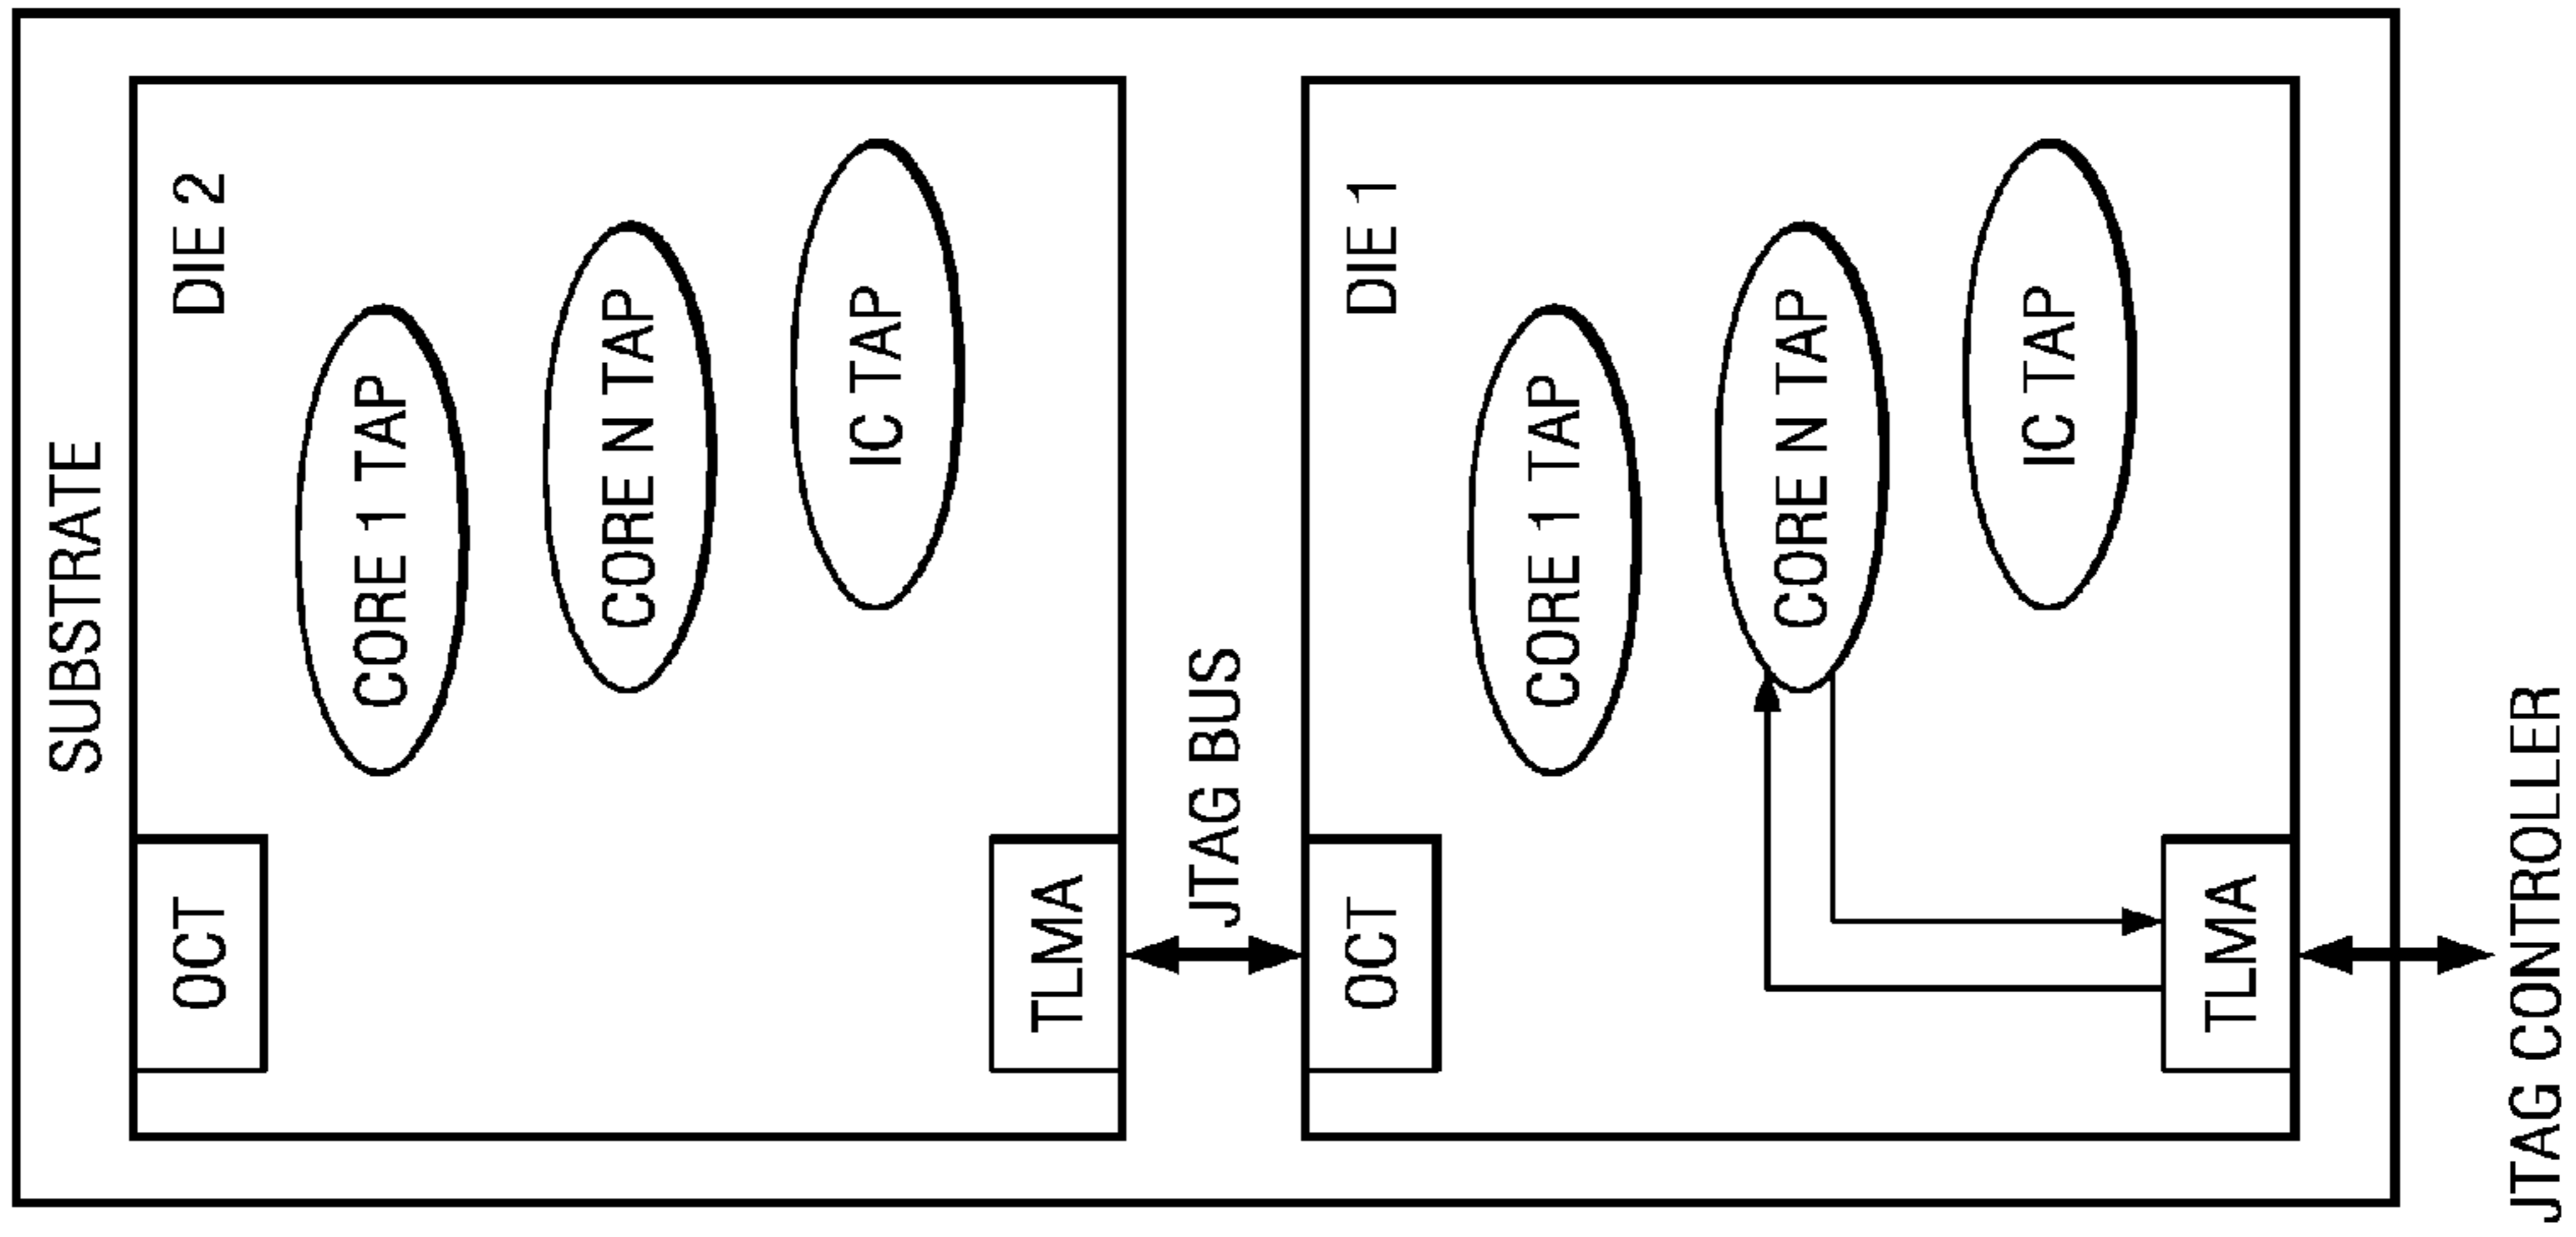 SUBSTRATE
DIE 2
OCT
CORE 1 TAP
CORE N TAP
IC TAP
TLMA
JTAG BUS
DIE 1
OCT
CORE 1 TAP
CORE N TAP
IC TAP
TLMA
JTAG CONTROLLER